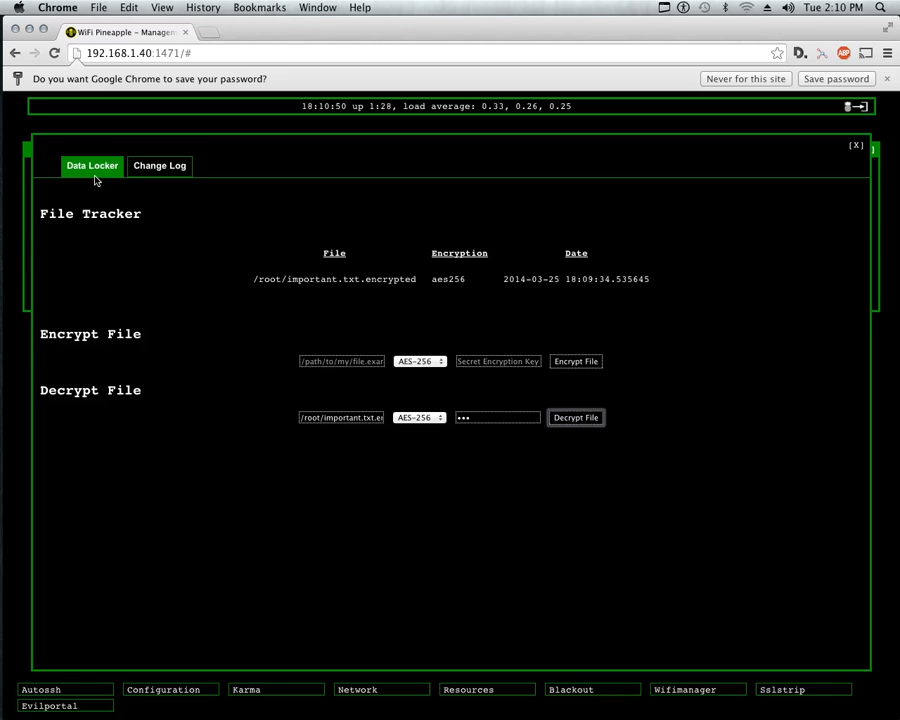 Chrome File Edit View History Bookmarks Window Help Tue 2:10 PM
WiFi Pineapple – Managem
192.168.1.40:1471/#
ABP
Do you want Google Chrome to save your password? Never for this site Save password
18:10:50 up 1:28, load average: 0.33, 0.26, 0.25
[X]
Data Locker Change Log
File Tracker
File Encryption Date
/root/important.txt.encrypted aes256 2014-03-25 18:09:34.535645
Encrypt File
/path/to/my/file.exar AES-256 Secret Encryption Key Encrypt File
Decrypt File
/root/important.txt.er AES-256 ••• Decrypt File
Autossh Configuration Karma Network Resources Blackout Wifimanager Sslstrip
Evilportal